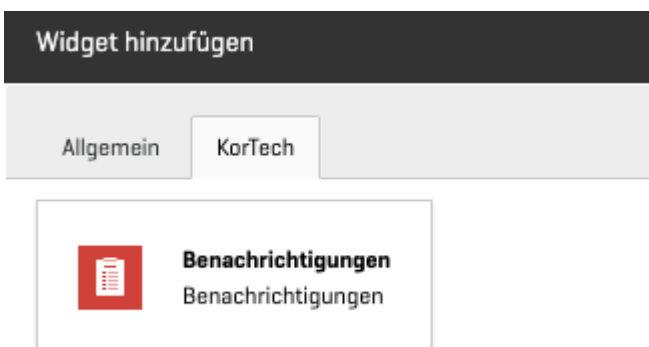 Widget hinzufügen
Allgemein KorTech
Benachrichtigungen
Benachrichtigungen